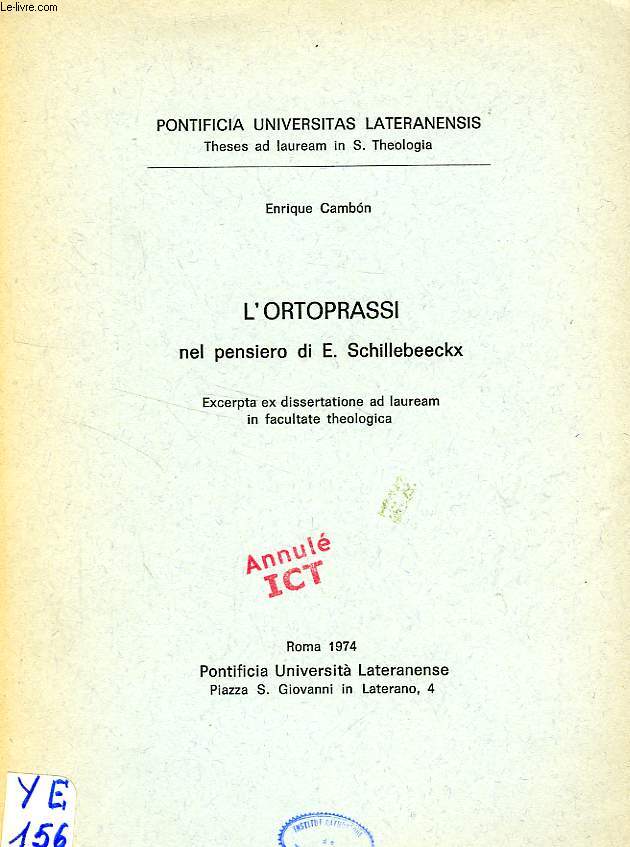 Le-livre.com
PONTIFICIA UNIVERSITAS LATERANENSIS
Theses ad lauream in S. Theologia
Enrique Cambón
L'ORTOPRASSI
nel pensiero di E. Schillebeeckx
Excerpta ex dissertatione ad lauream
in facultate theologica
Annulé
ICT
Roma 1974
Pontificia Università Lateranense
Piazza S. Giovanni in Laterano, 4
YE
156
INSTITUT